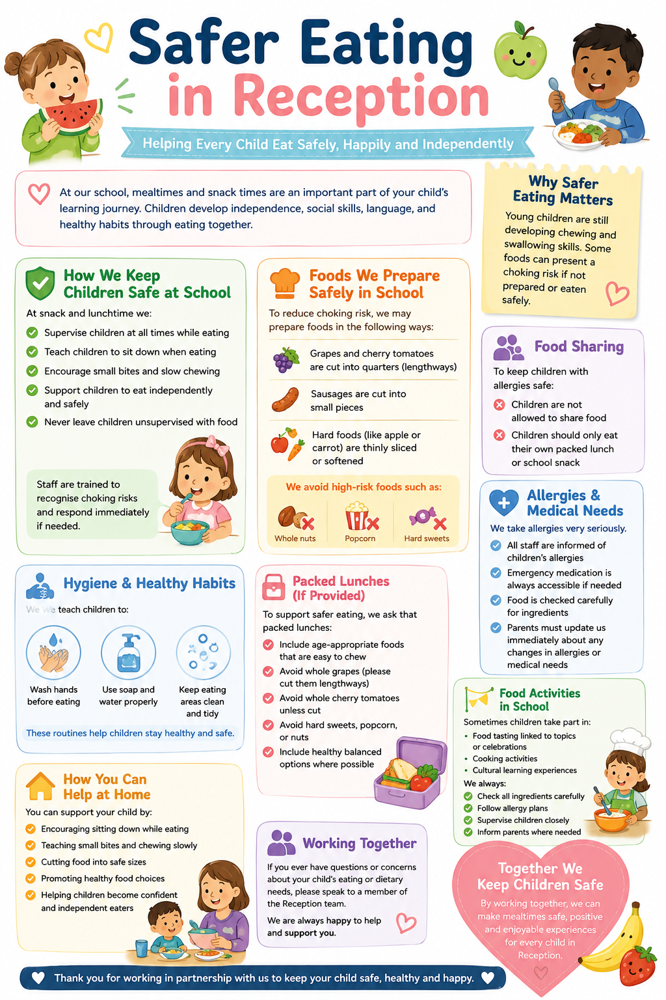 Safer Eating
in Reception
Helping Every Child Eat Safely, Happily and Independently
At our school, mealtimes and snack times are an important part of your child's
learning journey. Children develop independence, social skills, language, and
healthy habits through eating together.
Why Safer
Eating Matters
Young children are still
developing chewing and
swallowing skills. Some
foods can present a
choking risk if not
prepared or eaten
safely.
How We Keep
Children Safe at School
At snack and lunchtime we:
Supervise children at all times while eating
Teach children to sit down when eating
Encourage small bites and slow chewing
Support children to eat independently
and safely
Never leave children unsupervised with food
Staff are trained to
recognise choking risks
and respond immediately
if needed.
Foods We Prepare
Safely in School
To reduce choking risk, we may
prepare foods in the following ways:
Grapes and cherry tomatoes
are cut into quarters (lengthways)
Sausages are cut into
small pieces
Hard foods (like apple or
carrot) are thinly sliced
or softened
We avoid high-risk foods such as:
Whole nuts
Popcorn
Hard sweets
Food Sharing
To keep children with
allergies safe:
Children are not
allowed to share food
Children should only eat
their own packed lunch
or school snack
Allergies &
Medical Needs
We take allergies very seriously.
All staff are informed of
children's allergies
Emergency medication is
always accessible if needed
Food is checked carefully
for ingredients
Parents must update us
immediately about any
changes in allergies or
medical needs
Hygiene & Healthy Habits
We We teach children to:
Wash hands
before eating
Use soap and
water properly
Keep eating
areas clean
and tidy
These routines help children stay healthy and safe.
Packed Lunches
(If Provided)
To support safer eating, we ask that
packed lunches:
Include age-appropriate foods
that are easy to chew
Avoid whole grapes (please
cut them lengthways)
Avoid whole cherry tomatoes
unless cut
Avoid hard sweets, popcorn,
or nuts
Include healthy balanced
options where possible
Food Activities
in School
Sometimes children take part in:
• Food tasting linked to topics
or celebrations
• Cooking activities
• Cultural learning experiences
We always:
Check all ingredients carefully
Follow allergy plans
Supervise children closely
Inform parents where needed
How You Can
Help at Home
You can support your child by:
Encouraging sitting down while eating
Teaching small bites and chewing slowly
Cutting food into safe sizes
Promoting healthy food choices
Helping children become confident
and independent eaters
Working Together
If you ever have questions or concerns
about your child's eating or dietary
needs, please speak to a member of
the Reception team.
We are always happy to help
and support you.
Together We
Keep Children Safe
By working together, we can
make mealtimes safe, positive
and enjoyable experiences
for every child in
Reception.
Thank you for working in partnership with us to keep your child safe, healthy and happy.